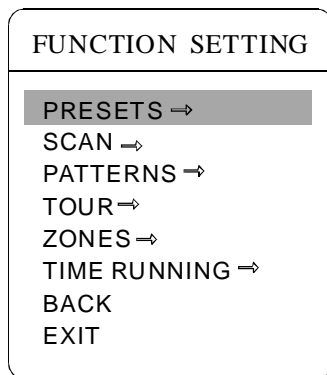 FUNCTION SETTING
PRESETS ⇒
SCAN ⇒
PATTERNS ⇒
TOUR ⇒
ZONES ⇒
TIME RUNNING ⇒
BACK
EXIT